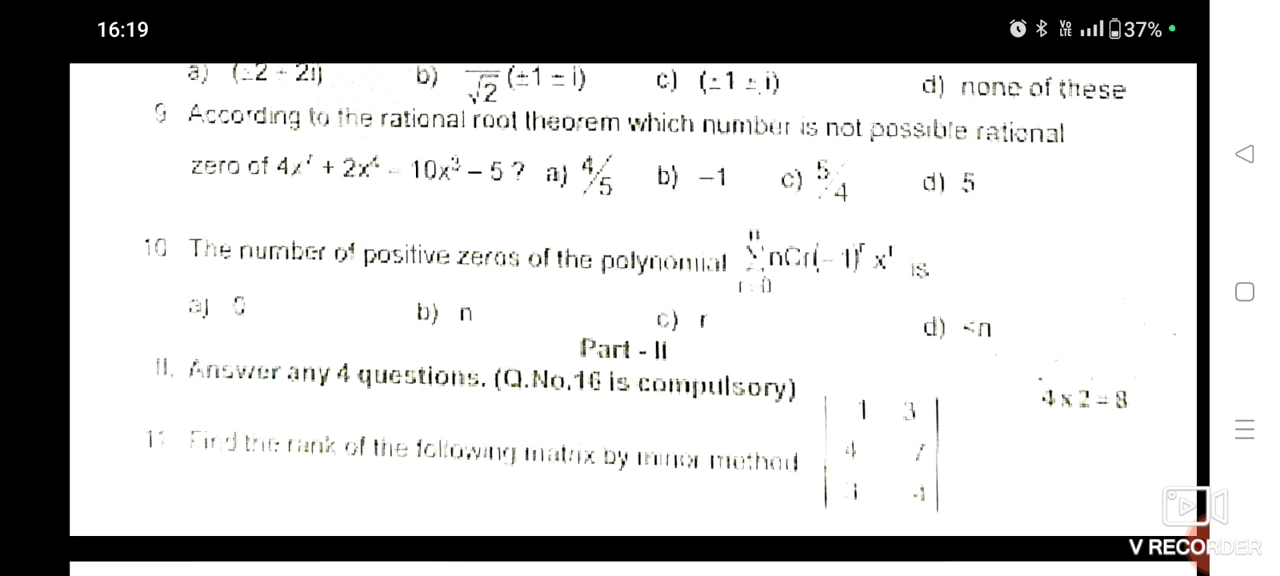 16:19
37%
a) (±2 ± 2i) b) √2 (±1 ± i) c) (±1 ± i) d) none of these
9 According to the rational root theorem which number is not possible rational
zero of 4x⁷ + 2x⁴ – 10x³ – 5 ? a) 4/5 b) –1 c) 5/4 d) 5
10 The number of positive zeros of the polynomial Σ nCr(–1)ʳ xʳ is
n
r = 0
a) 0 b) n c) r d) <n
Part - II
II. Answer any 4 questions. (Q.No.16 is compulsory) 4 x 2 = 8
11 Find the rank of the following matrix by minor method
1 3
4 7
3 4
V RECORDER